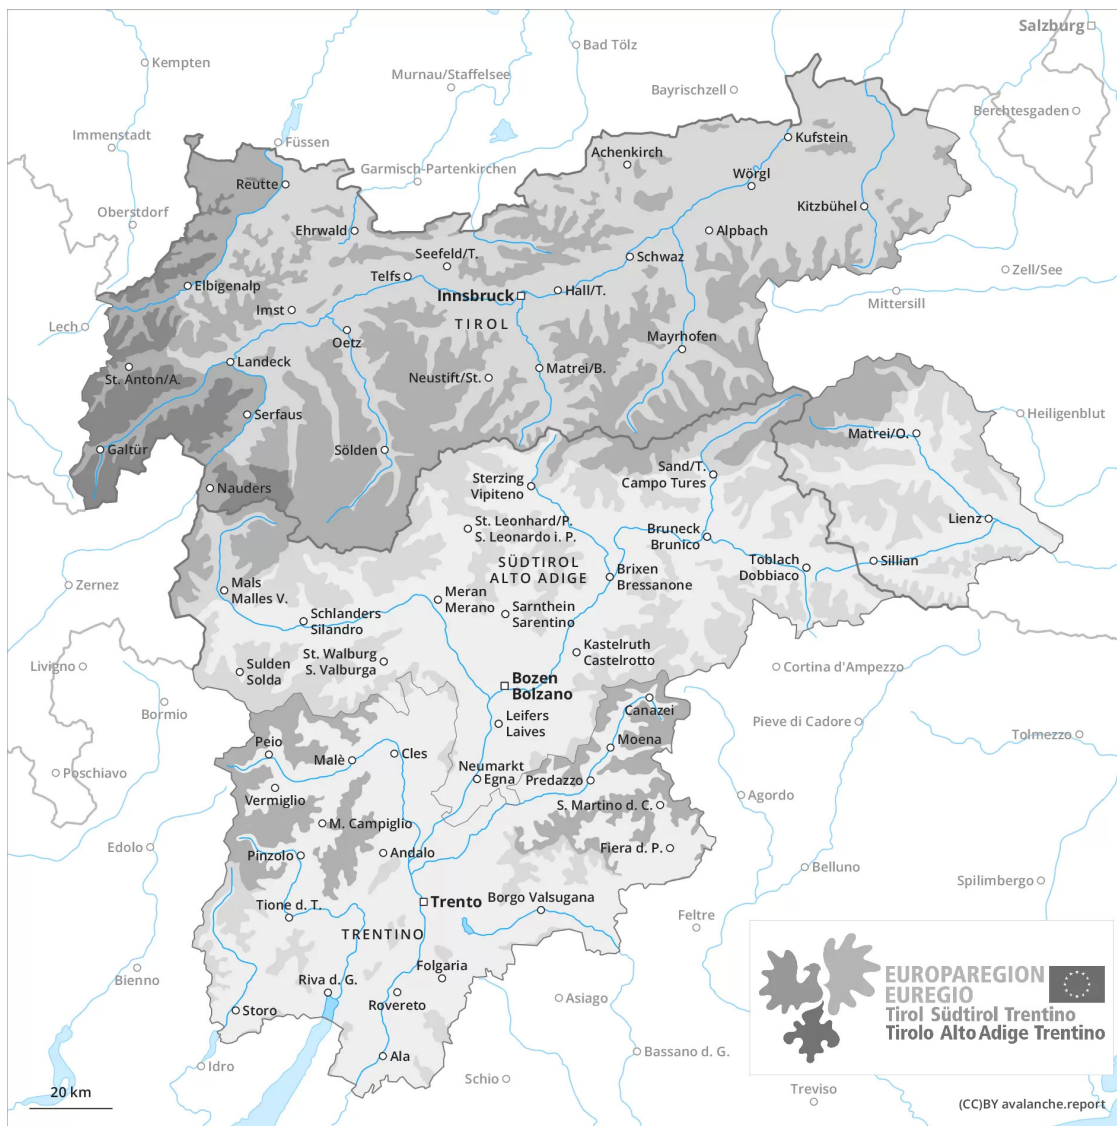 Salzburg
Bad Tölz
Kempten
Murnau/Staffelsee
Bayrischzell
Berchtesgaden
Immenstadt
Füssen
Kufstein
Achenkirch
Garmisch-Partenkirchen
Wörgl
Reutte
Kitzbühel
Oberstdorf
Ehrwald
Alpbach
Seefeld/T.
Schwaz
Telfs
Zell/See
Elbigenalp
Innsbruck
Hall/T.
Mittersill
Imst
Lech
TIROL
Oetz
Mayrhofen
Landeck
St. Anton/A.
Neustift/St.
Matrei/B.
Serfaus
Heiligenblut
Matrei/O.
Galtür
Sölden
Sand/T.
Campo Tures
Sterzing
Vipiteno
Nauders
Lienz
St. Leonhard/P.
S. Leonardo i. P.
Bruneck
Brunico
SÜDTIROL
ALTO ADIGE
Toblach
Dobbiaco
Sillian
Brixen
Bressanone
Zernez
Mals
Malles V.
Meran
Merano
Schlanders
Silandro
Sarnthein
Sarentino
Kastelruth
Castelrotto
St. Walburg
S. Valburga
Livigno
Sulden
Solda
Cortina d'Ampezzo
Bozen
Bolzano
Bormio
Canazei
Leifers
Laives
Pieve di Cadore
Tolmezzo
Peio
Moena
Malè
Cles
Poschiavo
Neumarkt
Egna
Predazzo
Vermiglio
Agordo
S. Martino d. C.
M. Campiglio
Edolo
Pinzolo
Andalo
Fiera d. P.
Belluno
Spilimbergo
Trento
Borgo Valsugana
Tione d. T.
Feltre
TRENTINO
Bienno
Folgaria
Riva d. G.
Rovereto
Asiago
Storo
EUROPAREGION
EUREGIO
Tirol Südtirol Trentino
Tirolo Alto Adige Trentino
Ala
Bassano d. G.
Idro
Schio
Treviso
20 km
(CC)BY avalanche.report